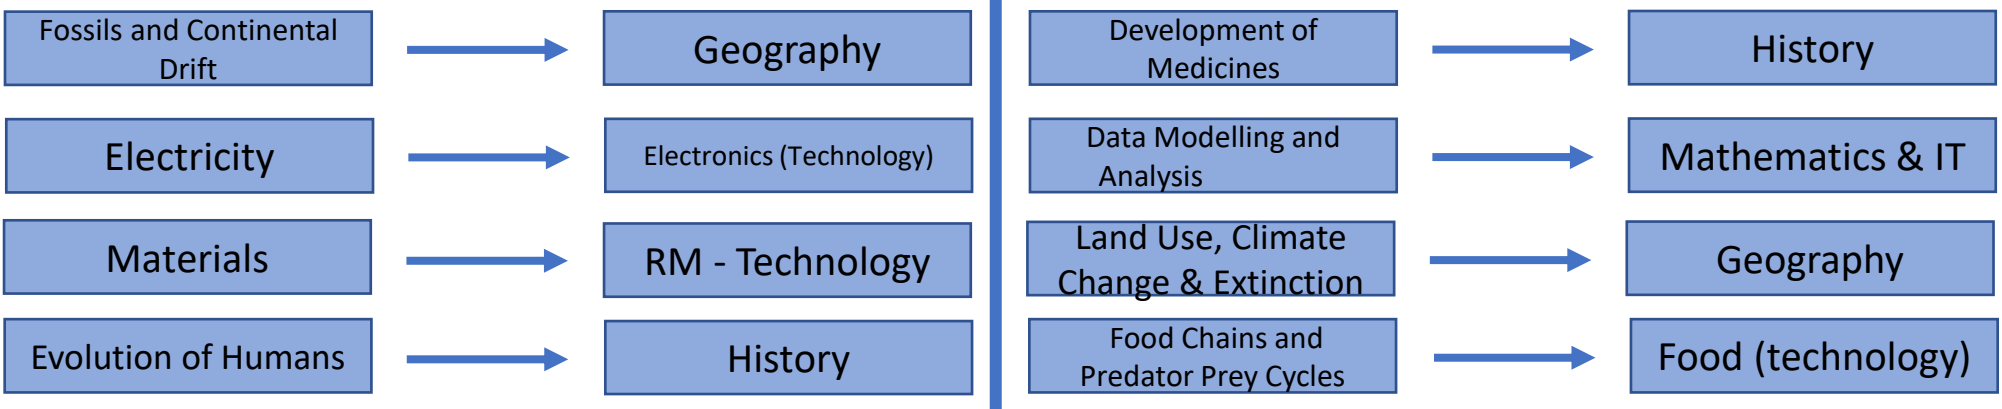 Fossils and Continental
Drift
Geography
Electricity
Electronics (Technology)
Materials
RM - Technology
Evolution of Humans
History
Development of
Medicines
History
Data Modelling and
Analysis
Mathematics & IT
Land Use, Climate
Change & Extinction
Geography
Food Chains and
Predator Prey Cycles
Food (technology)